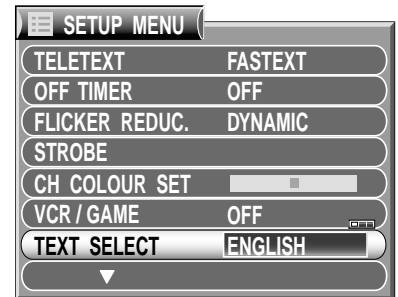 SETUP MENU
TELETEXT FASTEXT
OFF TIMER OFF
FLICKER REDUC. DYNAMIC
STROBE
CH COLOUR SET
VCR / GAME OFF
TEXT SELECT ENGLISH